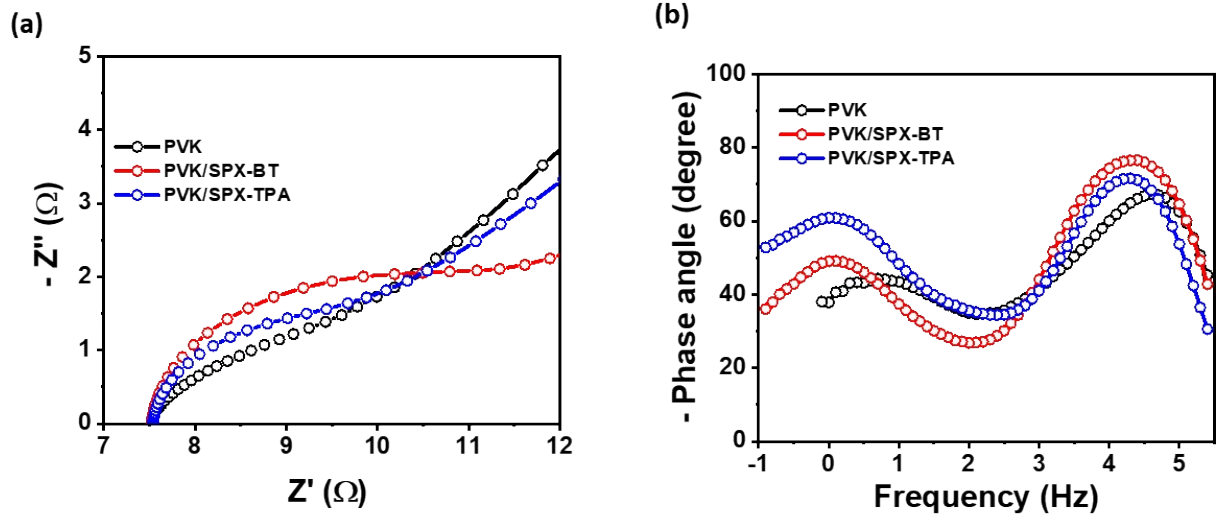 (a)
5
4
3
2
1
0
- Z'' (Ω)
PVK
PVK/SPX-BT
PVK/SPX-TPA
7 8 9 10 11 12
Z' (Ω)
(b)
100
80
60
40
20
0
- Phase angle (degree)
PVK
PVK/SPX-BT
PVK/SPX-TPA
-1 0 1 2 3 4 5
Frequency (Hz)